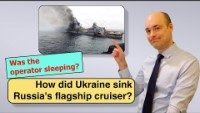 Was the
operator sleeping?
How did Ukraine sink
Russia's flagship cruiser?